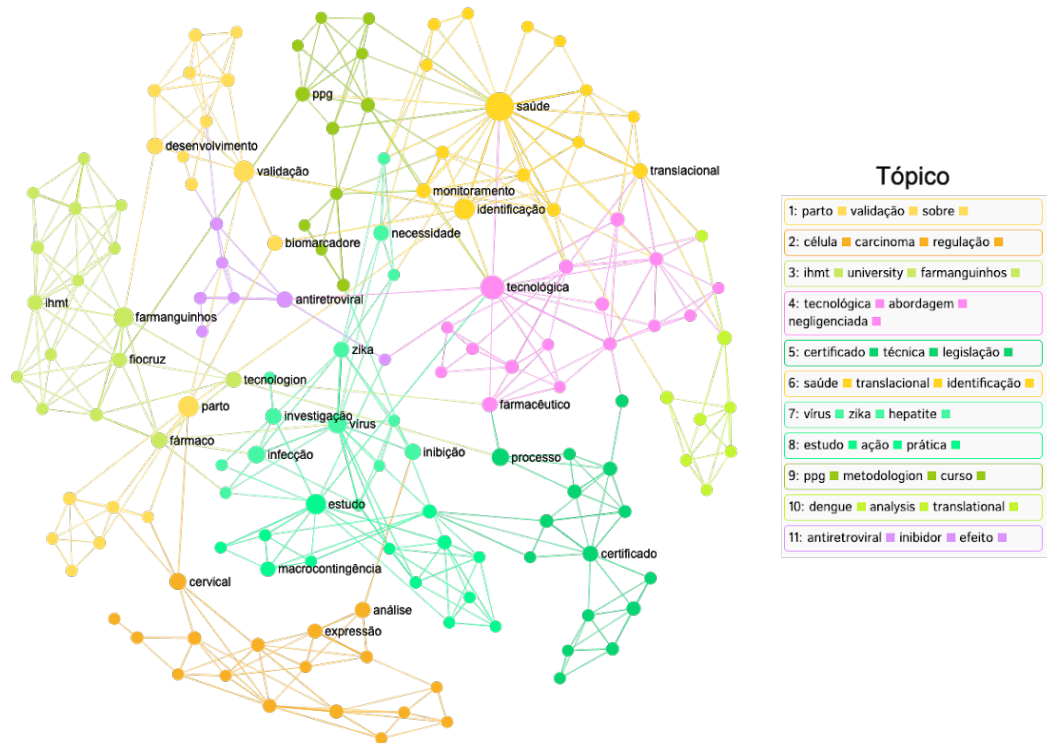 ppg
saúde
desenvolvimento
validação
translacional
monitoramento
identificação
necessidade
biomarcadore
tecnológica
antiretroviral
ihmt
farmanguinhos
zika
fiocruz
tecnologion
parto
farmacêutico
investigação
vírus
fármaco
infecção
inibição
processo
estudo
certificado
macrocontingência
cervical
análise
expressão
Tópico
1: parto validação sobre
2: célula carcinoma regulação
3: ihmt university farmanguinhos
4: tecnológica abordagem
negligenciada
5: certificado técnica legislação
6: saúde translacional identificação
7: vírus zika hepatite
8: estudo ação prática
9: ppg metodologion curso
10: dengue analysis translational
11: antiretroviral inibidor efeito